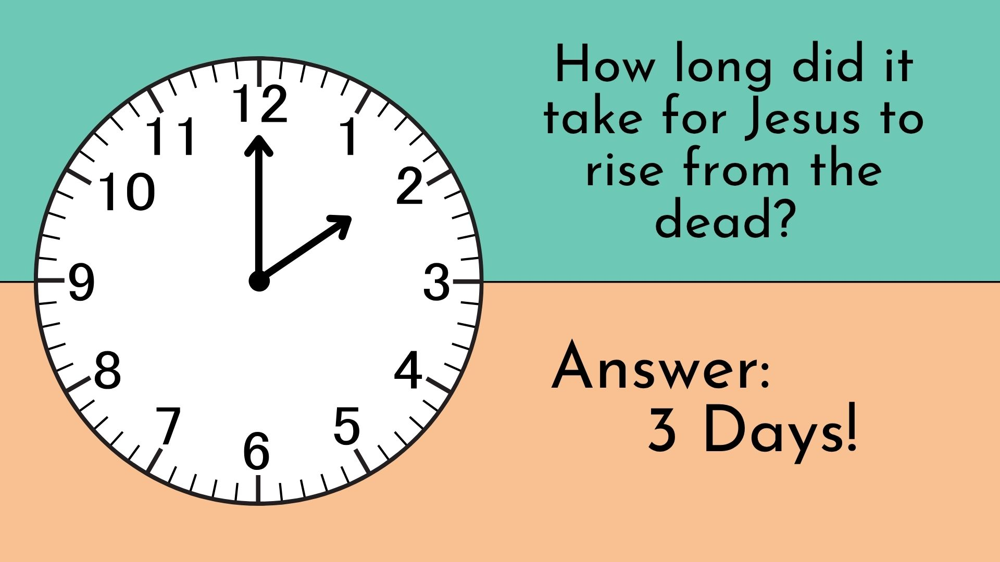 12
11
1
10
2
9
3
8
4
7
5
6
How long did it
take for Jesus to
rise from the
dead?
Answer:
3 Days!